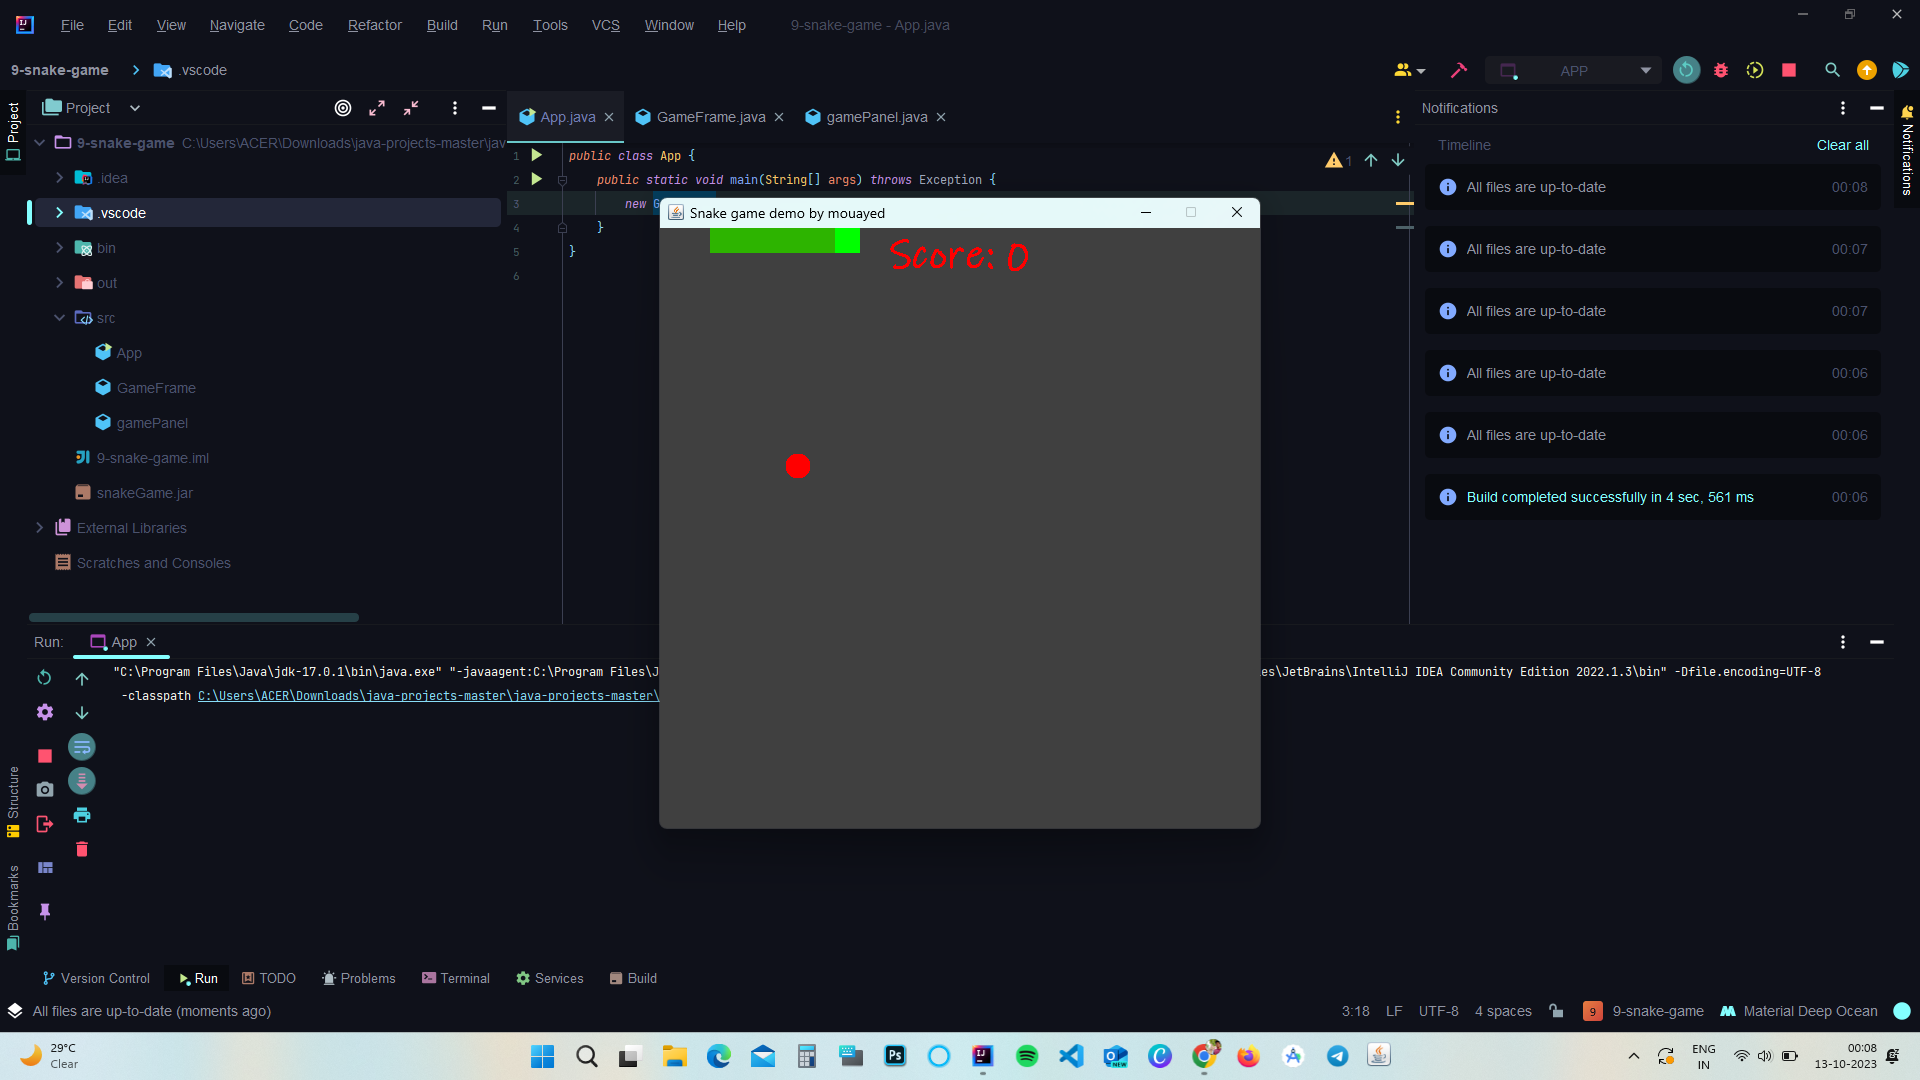 File Edit View Navigate Code Refactor Build Run Tools VCS Window Help 9-snake-game - App.java
9-snake-game .vscode APP
Project Project App.java GameFrame.java gamePanel.java Notifications
9-snake-game C:\Users\ACER\Downloads\java-projects-master\jav
.idea
.vscode
bin
out
src
App
GameFrame
gamePanel
9-snake-game.iml
snakeGame.jar
External Libraries
Scratches and Consoles
1 public class App {
2 public static void main(String[] args) throws Exception {
3 new G
4 }
5 }
6
1
Snake game demo by mouayed
Score: 0
Timeline Clear all
All files are up-to-date 00:08
All files are up-to-date 00:07
All files are up-to-date 00:07
All files are up-to-date 00:06
All files are up-to-date 00:06
Build completed successfully in 4 sec, 561 ms 00:06
Notifications
Run: App
"C:\Program Files\Java\jdk-17.0.1\bin\java.exe" "-javaagent:C:\Program Files\J es\JetBrains\IntelliJ IDEA Community Edition 2022.1.3\bin" -Dfile.encoding=UTF-8
-classpath C:\Users\ACER\Downloads\java-projects-master\java-projects-master\
Structure
Bookmarks
Version Control Run TODO Problems Terminal Services Build
All files are up-to-date (moments ago) 3:18 LF UTF-8 4 spaces 9 9-snake-game Material Deep Ocean
29°C
Clear
IJ Ps NEW
ENG
IN
00:08
13-10-2023